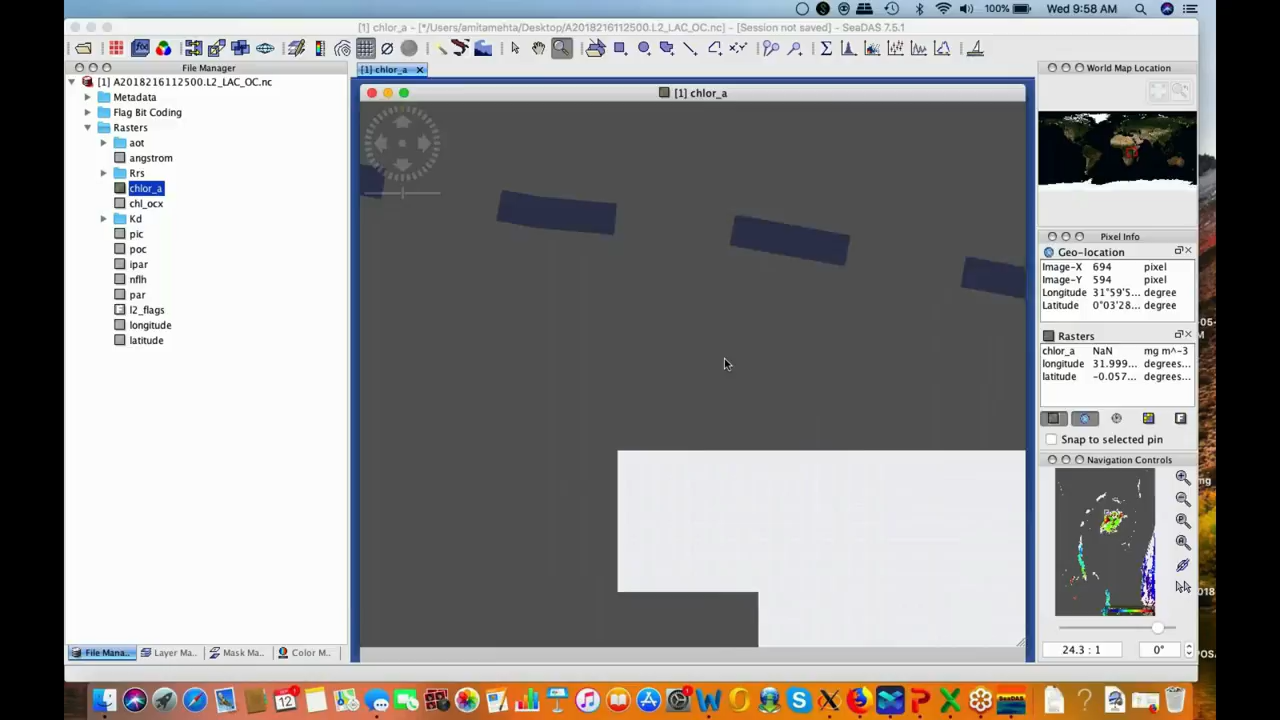 100%
Wed 9:58 AM
[1] chlor_a - [*/Users/amitamehta/Desktop/A2018216112500.L2_LAC_OC.nc] - [Session not saved] - SeaDAS 7.5.1
File Manager
[1] chlor_a
World Map Location
[1] A2018216112500.L2_LAC_OC.nc
[1] chlor_a
Metadata
Flag Bit Coding
Rasters
aot
angstrom
Rrs
chlor_a
chl_ocx
Kd
pic
poc
ipar
nflh
par
l2_flags
longitude
latitude
Pixel Info
Geo-location
Image-X 694 pixel
Image-Y 594 pixel
Longitude 31°59'5... degree
Latitude 0°03'28... degree
Rasters
chlor_a NaN mg m^-3
longitude 31.999... degrees...
latitude -0.057... degrees...
Snap to selected pin
Navigation Controls
24.3 : 1
0°
File Mana...
Layer Ma...
Mask Ma...
Color M...
12